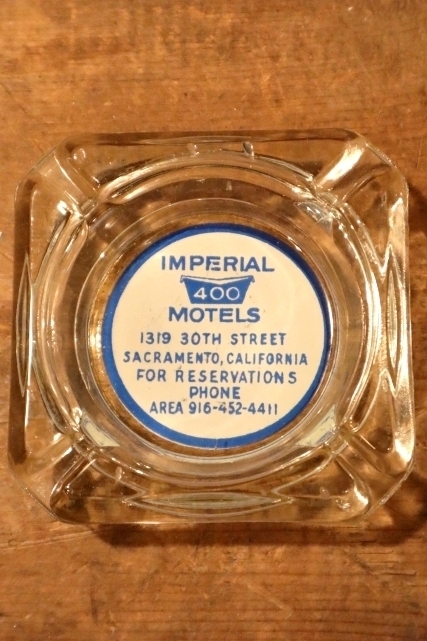 IMPERIAL
400
MOTELS
1319 30TH STREET
SACRAMENTO, CALIFORNIA
FOR RESERVATIONS
PHONE
AREA 916-452-4411